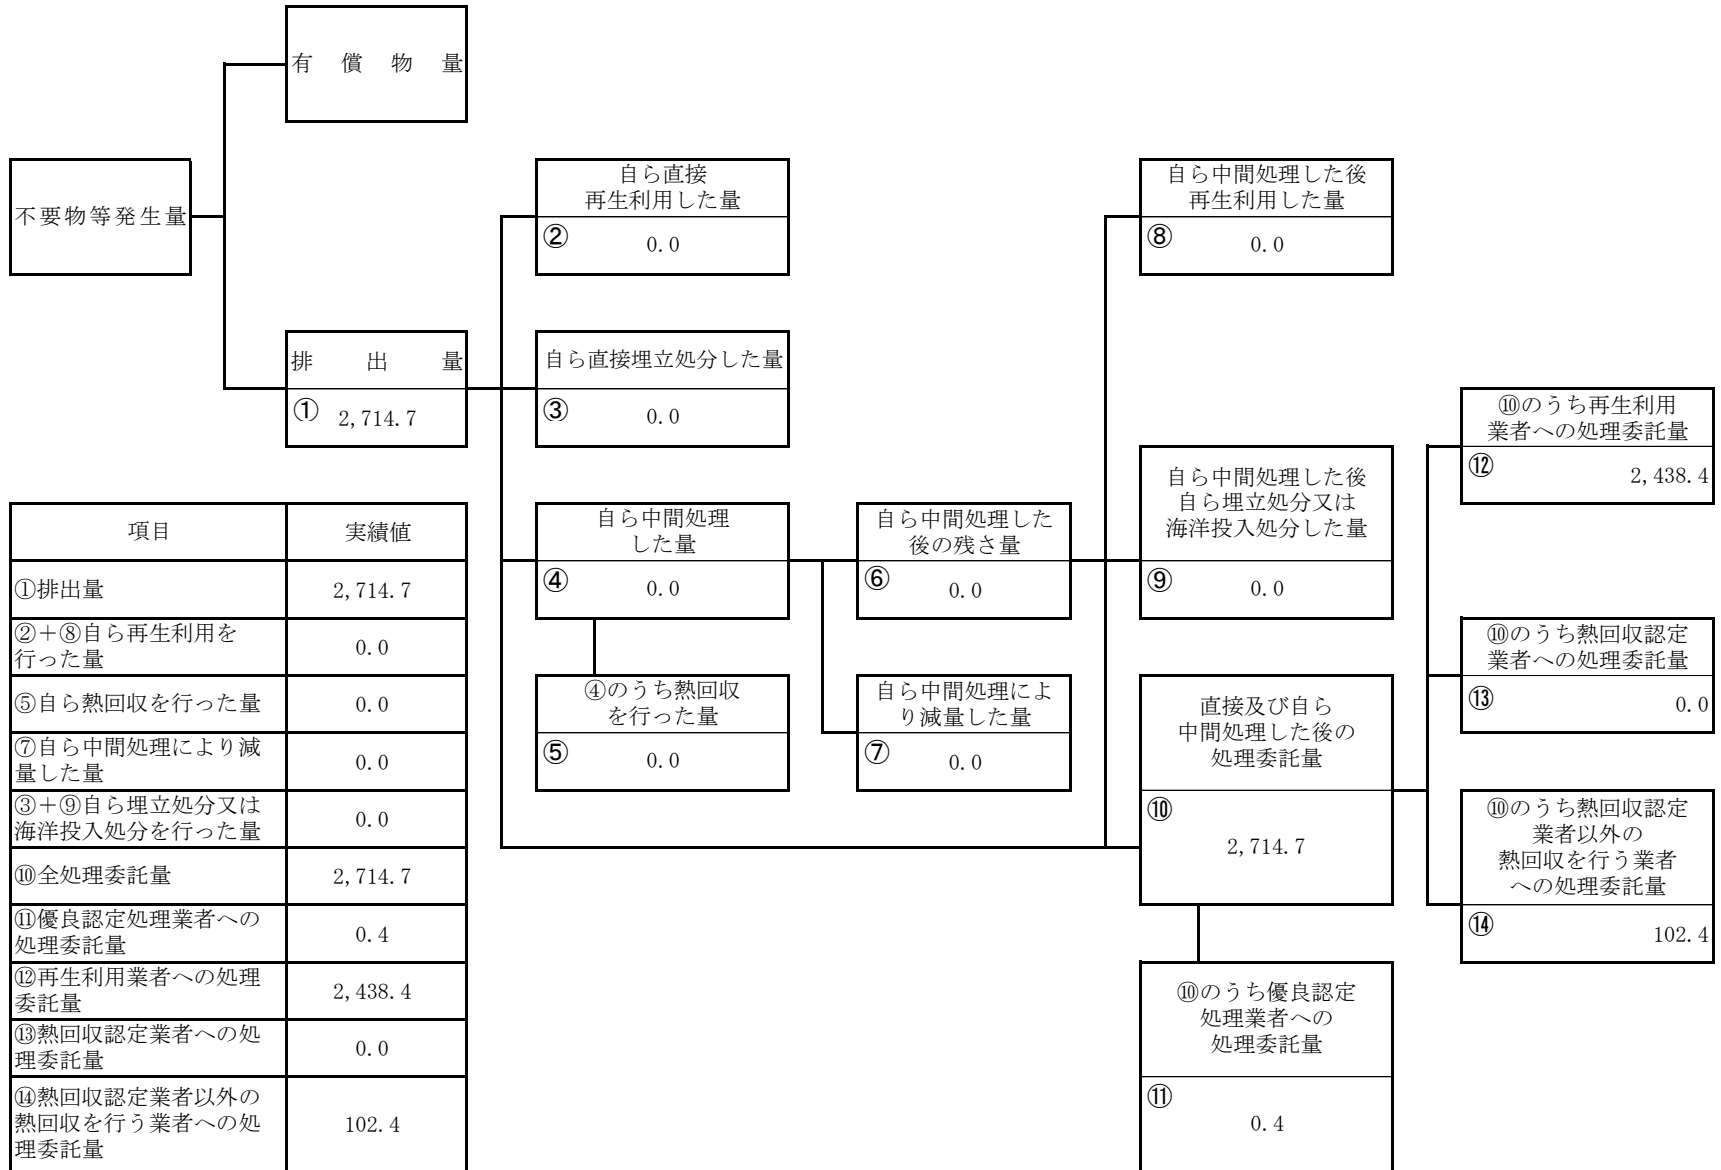 有償物量
不要物等発生量
自ら直接
再生利用した量
② 0.0
自ら中間処理した後
再生利用した量
⑧ 0.0
排出量
① 2,714.7
自ら直接埋立処分した量
③ 0.0
⑩のうち再生利用
業者への処理委託量
⑫ 2,438.4
自ら中間処理
した量
④ 0.0
自ら中間処理した
後の残さ量
⑥ 0.0
自ら中間処理した後
自ら埋立処分又は
海洋投入処分した量
⑨ 0.0
⑩のうち熱回収認定
業者への処理委託量
⑬ 0.0
④のうち熱回収
を行った量
⑤ 0.0
自ら中間処理によ
り減量した量
⑦ 0.0
直接及び自ら
中間処理した後の
処理委託量
⑩
2,714.7
⑩のうち熱回収認定
業者以外の
熱回収を行う業者
への処理委託量
⑭ 102.4
⑩のうち優良認定
処理業者への
処理委託量
⑪
0.4
項目 実績値
①排出量 2,714.7
②＋⑧自ら再生利用を
行った量 0.0
⑤自ら熱回収を行った量 0.0
⑦自ら中間処理により減
量した量 0.0
③＋⑨自ら埋立処分又は
海洋投入処分を行った量 0.0
⑩全処理委託量 2,714.7
⑪優良認定処理業者への
処理委託量 0.4
⑫再生利用業者への処理
委託量 2,438.4
⑬熱回収認定業者への処
理委託量 0.0
⑭熱回収認定業者以外の
熱回収を行う業者への処
理委託量 102.4